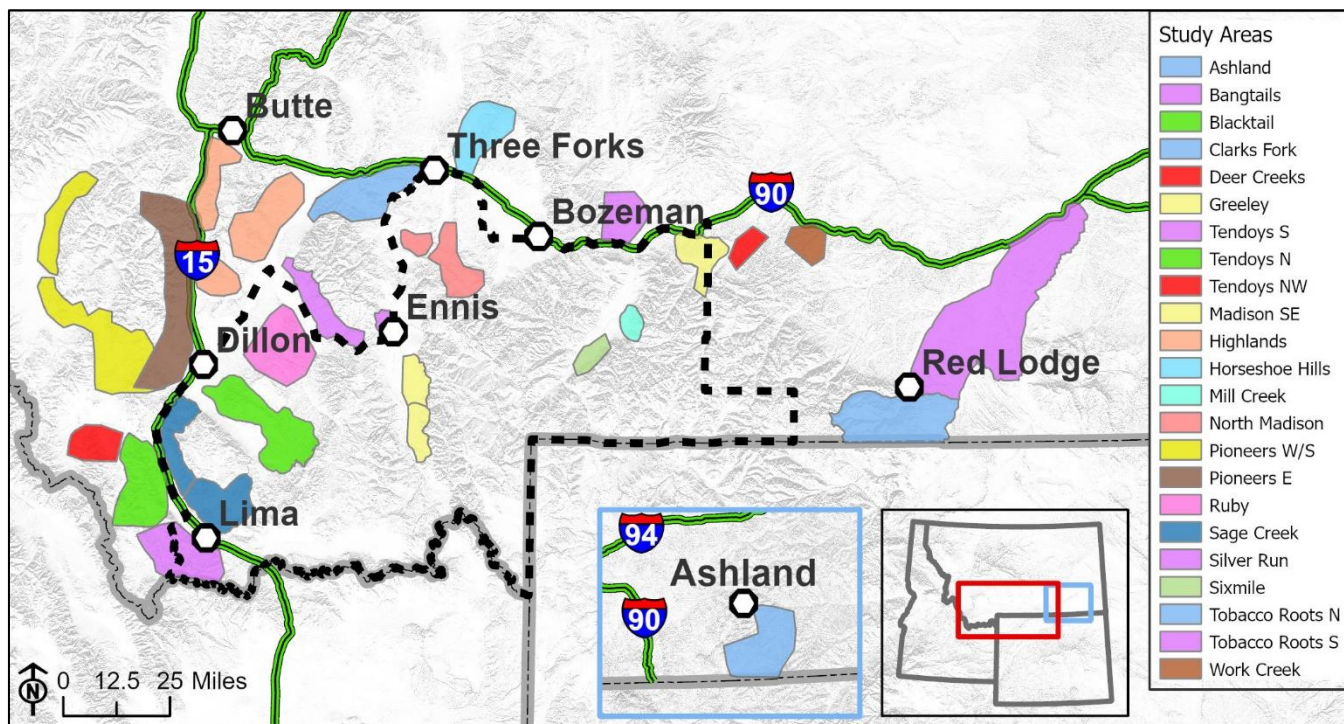 Butte
Three Forks
90
Bozeman
15
Ennis
Dillon
Red Lodge
Lima
94
Ashland
90
N
0 12.5 25 Miles
Study Areas
Ashland
Bangtails
Blacktail
Clarks Fork
Deer Creeks
Greeley
Tendoys S
Tendoys N
Tendoys NW
Madison SE
Highlands
Horseshoe Hills
Mill Creek
North Madison
Pioneers W/S
Pioneers E
Ruby
Sage Creek
Silver Run
Sixmile
Tobacco Roots N
Tobacco Roots S
Work Creek